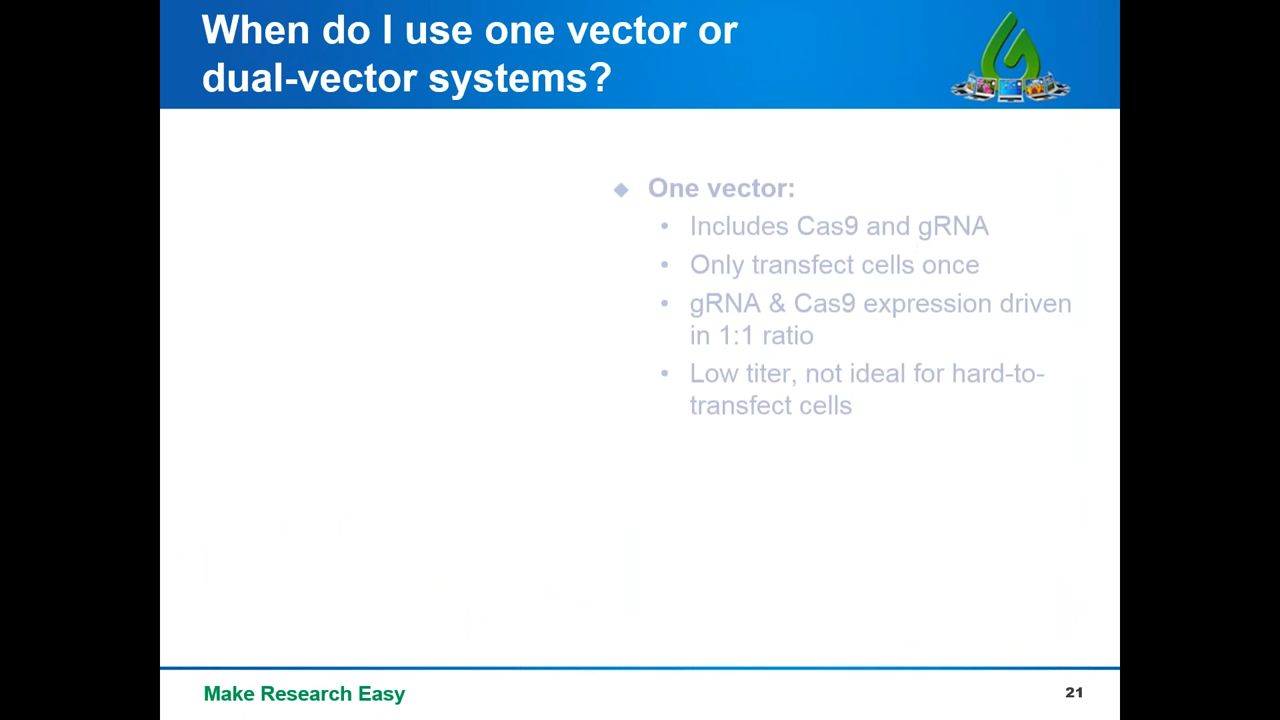 When do I use one vector or
dual-vector systems?
◆ One vector:
• Includes Cas9 and gRNA
• Only transfect cells once
• gRNA & Cas9 expression driven
in 1:1 ratio
• Low titer, not ideal for hard-to-
transfect cells
Make Research Easy
21